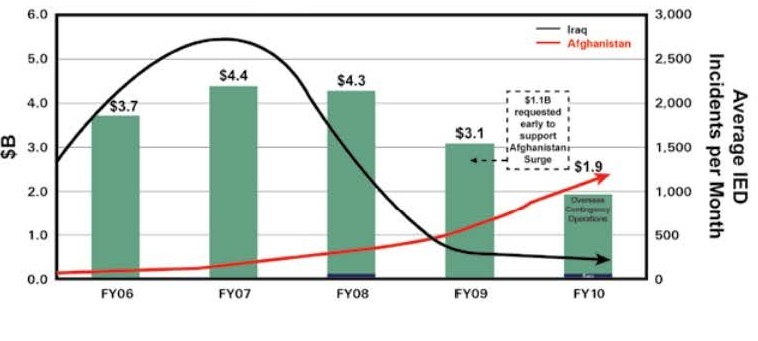 6.0
5.0
4.0
3.0
2.0
1.0
0.0
$B
3,000
2,500
2,000
1,500
1,000
500
0
Average IED
Incidents per Month
Iraq
Afghanistan
$3.7
$4.4
$4.3
$3.1
$1.9
$1.1B
requested
early to
support
Afghanistan
Surge
Overseas
Contingency
Operations
FY06
FY07
FY08
FY09
FY10